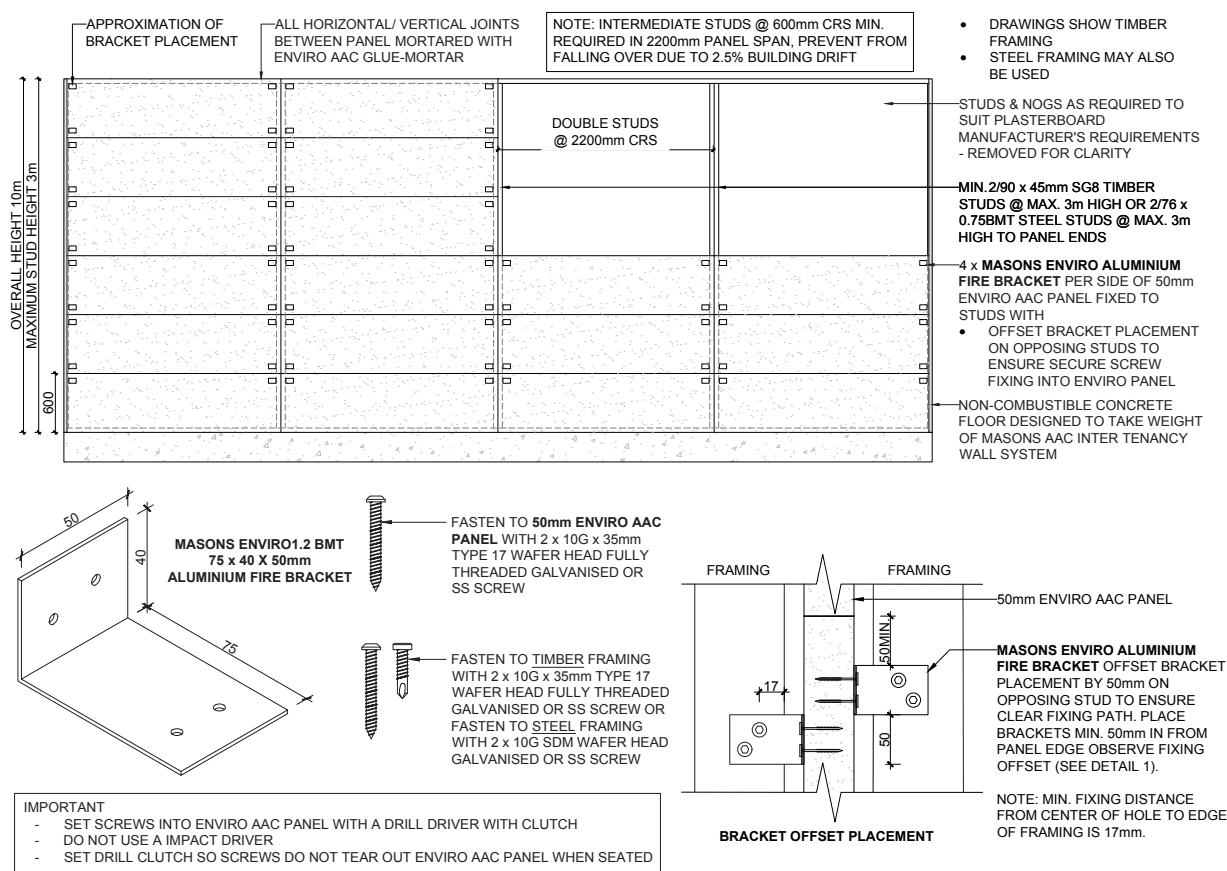 APPROXIMATION OF
BRACKET PLACEMENT
ALL HORIZONTAL/ VERTICAL JOINTS
BETWEEN PANEL MORTARED WITH
ENVIRO AAC GLUE-MORTAR
NOTE: INTERMEDIATE STUDS @ 600mm CRS MIN.
REQUIRED IN 2200mm PANEL SPAN, PREVENT FROM
FALLING OVER DUE TO 2.5% BUILDING DRIFT
• DRAWINGS SHOW TIMBER
FRAMING
• STEEL FRAMING MAY ALSO
BE USED
STUDS & NOGS AS REQUIRED TO
SUIT PLASTERBOARD
MANUFACTURER'S REQUIREMENTS
- REMOVED FOR CLARITY
DOUBLE STUDS
@ 2200mm CRS
MIN.2/90 x 45mm SG8 TIMBER
STUDS @ MAX. 3m HIGH OR 2/76 x
0.75BMT STEEL STUDS @ MAX. 3m
HIGH TO PANEL ENDS
OVERALL HEIGHT 10m
MAXIMUM STUD HEIGHT 3m
600
4 x MASONS ENVIRO ALUMINIUM
FIRE BRACKET PER SIDE OF 50mm
ENVIRO AAC PANEL FIXED TO
STUDS WITH
• OFFSET BRACKET PLACEMENT
ON OPPOSING STUDS TO
ENSURE SECURE SCREW
FIXING INTO ENVIRO PANEL
NON-COMBUSTIBLE CONCRETE
FLOOR DESIGNED TO TAKE WEIGHT
OF MASONS AAC INTER TENANCY
WALL SYSTEM
50
40
75
MASONS ENVIRO1.2 BMT
75 x 40 X 50mm
ALUMINIUM FIRE BRACKET
FASTEN TO 50mm ENVIRO AAC
PANEL WITH 2 x 10G x 35mm
TYPE 17 WAFER HEAD FULLY
THREADED GALVANISED OR
SS SCREW
FASTEN TO TIMBER FRAMING
WITH 2 x 10G x 35mm TYPE 17
WAFER HEAD FULLY THREADED
GALVANISED OR SS SCREW OR
FASTEN TO STEEL FRAMING
WITH 2 x 10G SDM WAFER HEAD
GALVANISED OR SS SCREW
FRAMING
FRAMING
50mm ENVIRO AAC PANEL
50MIN.
17
50
MASONS ENVIRO ALUMINIUM
FIRE BRACKET OFFSET BRACKET
PLACEMENT BY 50mm ON
OPPOSING STUD TO ENSURE
CLEAR FIXING PATH. PLACE
BRACKETS MIN. 50mm IN FROM
PANEL EDGE OBSERVE FIXING
OFFSET (SEE DETAIL 1).
NOTE: MIN. FIXING DISTANCE
FROM CENTER OF HOLE TO EDGE
OF FRAMING IS 17mm.
BRACKET OFFSET PLACEMENT
IMPORTANT
- SET SCREWS INTO ENVIRO AAC PANEL WITH A DRILL DRIVER WITH CLUTCH
- DO NOT USE A IMPACT DRIVER
- SET DRILL CLUTCH SO SCREWS DO NOT TEAR OUT ENVIRO AAC PANEL WHEN SEATED